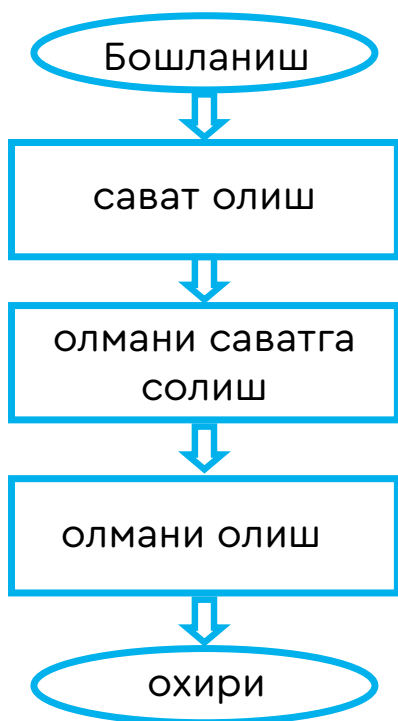 Бошланиш
сават олиш
олмани саватга
солиш
олмани олиш
охири